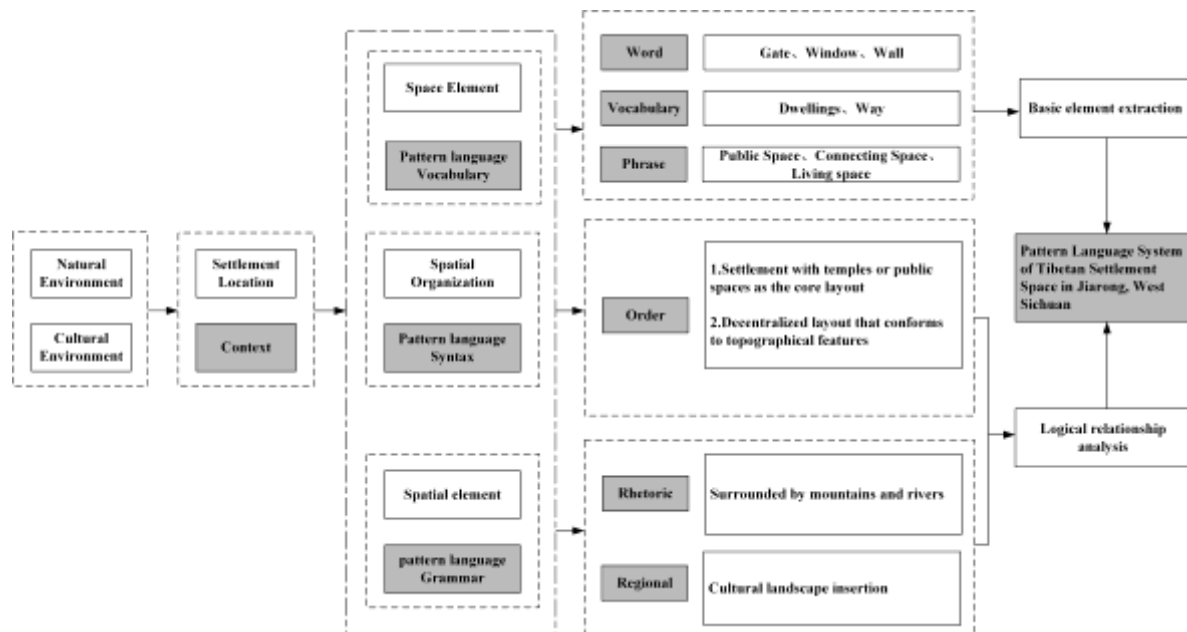 Natural
Environment
Cultural
Environment
Settlement
Location
Context
Space Element
Pattern language
Vocabulary
Spatial
Organization
Pattern language
Syntax
Spatial element
pattern language
Grammar
Word
Gate、Window、Wall
Vocabulary
Dwellings、Way
Phrase
Public Space、Connecting Space、
Living space
Order
1.Settlement with temples or public
spaces as the core layout
2.Decentralized layout that conforms
to topographical features
Rhetoric
Surrounded by mountains and rivers
Regional
Cultural landscape insertion
Basic element extraction
Pattern Language System
of Tibetan Settlement
Space in Jiarong, West
Sichuan
Logical relationship
analysis